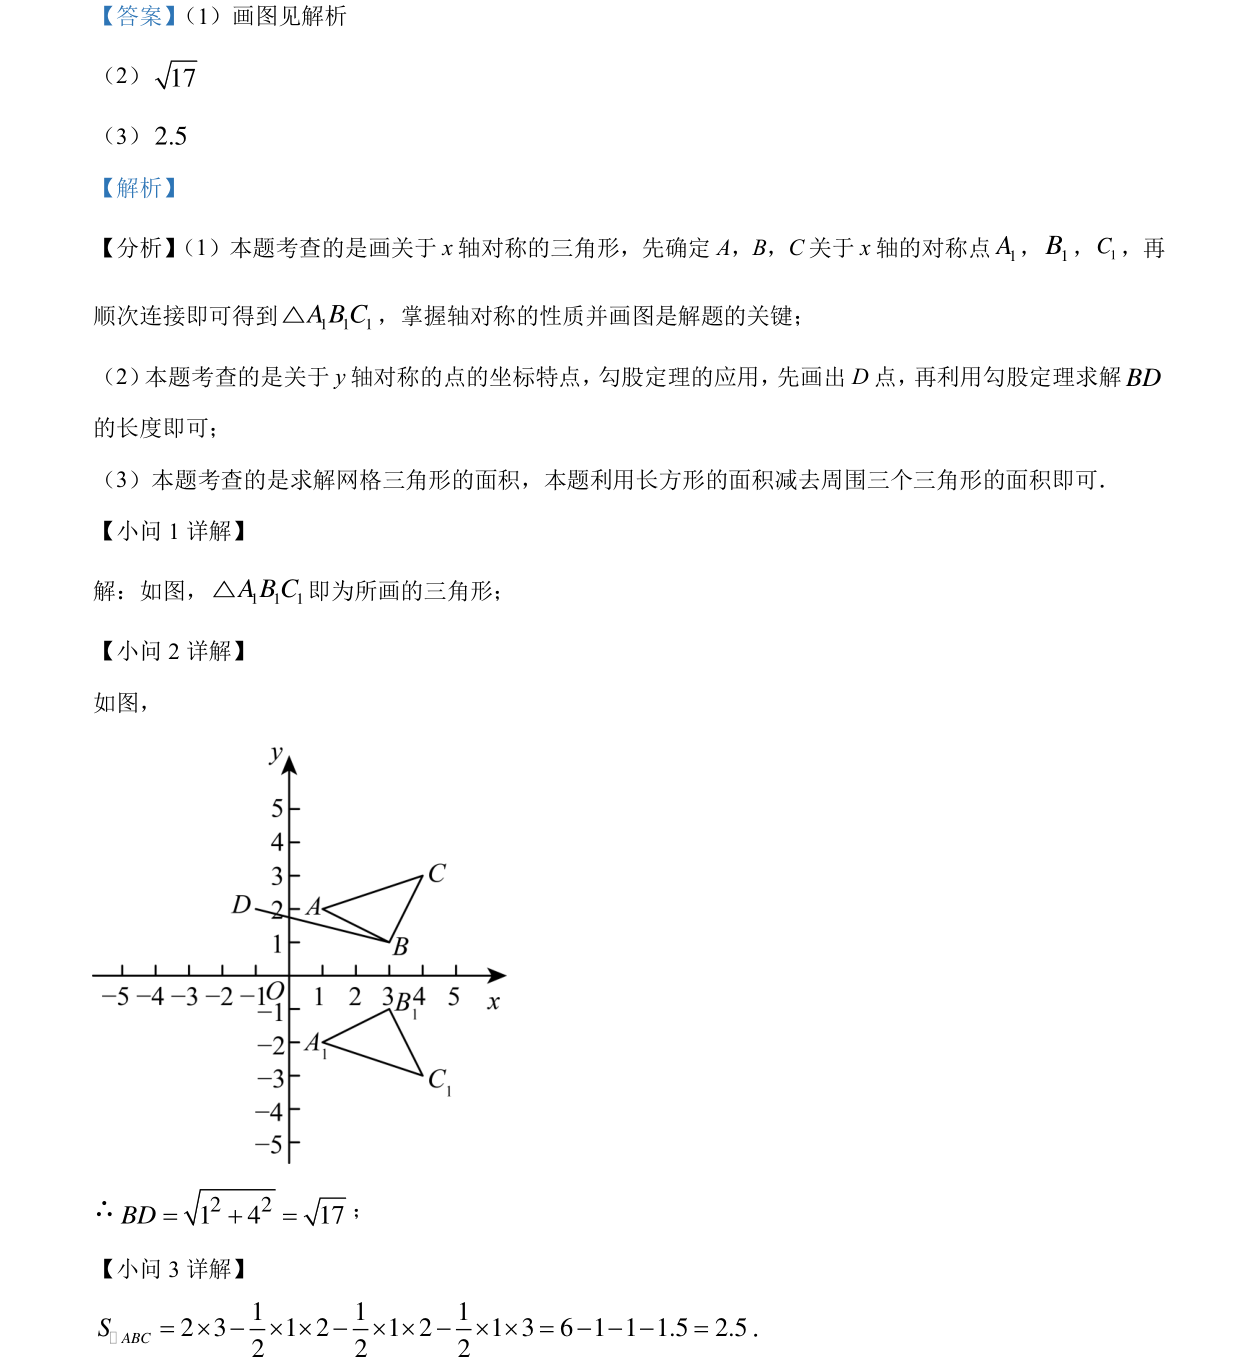 【答案】（1）画图见解析
（2）√17
（3）2.5
【解析】
【分析】（1）本题考查的是画关于 x 轴对称的三角形，先确定 A，B，C 关于 x 轴的对称点 A₁，B₁，C₁，再
顺次连接即可得到△A₁B₁C₁，掌握轴对称的性质并画图是解题的关键；
（2）本题考查的是关于 y 轴对称的点的坐标特点，勾股定理的应用，先画出 D 点，再利用勾股定理求解 BD
的长度即可；
（3）本题考查的是求解网格三角形的面积，本题利用长方形的面积减去周围三个三角形的面积即可．
【小问 1 详解】
解：如图，△A₁B₁C₁即为所画的三角形；
【小问 2 详解】
如图，
y
5
4
3 C
D 2 A
1 B
−5 −4 −3 −2 −1 O 1 2 3 B₁ 4 5 x
−1
−2 A₁
−3 C₁
−4
−5
∴ BD = √(1² + 4²) = √17；
【小问 3 详解】
S□ABC = 2×3 − 1/2 ×1×2 − 1/2 ×1×2 − 1/2 ×1×3 = 6−1−1−1.5 = 2.5．